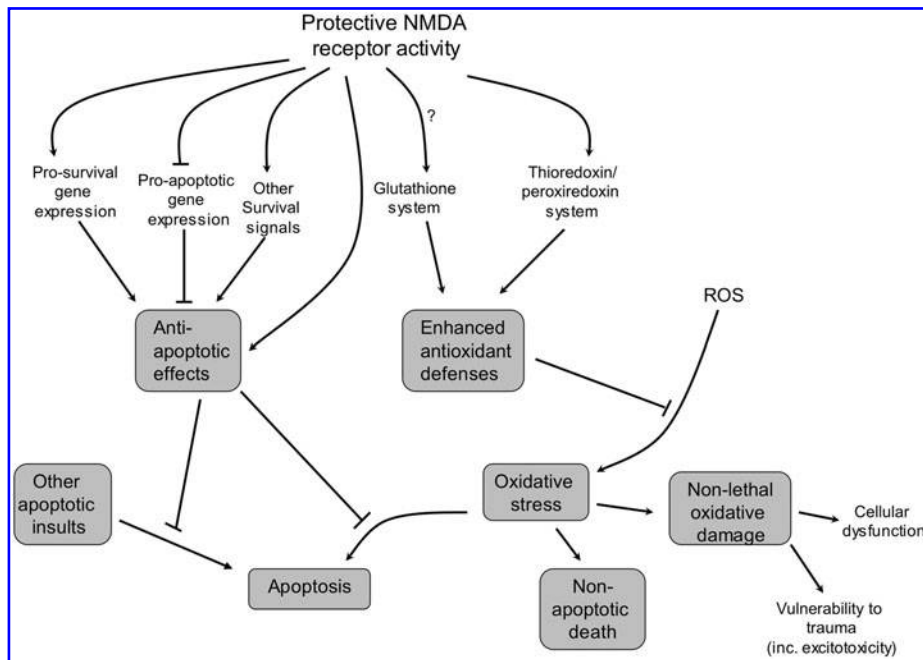 Protective NMDA
receptor activity
?
Pro-survival
gene
expression
Pro-apoptotic
gene
expression
Other
Survival
signals
Glutathione
system
Thioredoxin/
peroxiredoxin
system
ROS
Anti-
apoptotic
effects
Enhanced
antioxidant
defenses
Other
apoptotic
insults
Oxidative
stress
Non-lethal
oxidative
damage
Cellular
dysfunction
Apoptosis
Non-
apoptotic
death
Vulnerability to
trauma
(inc. excitotoxicity)